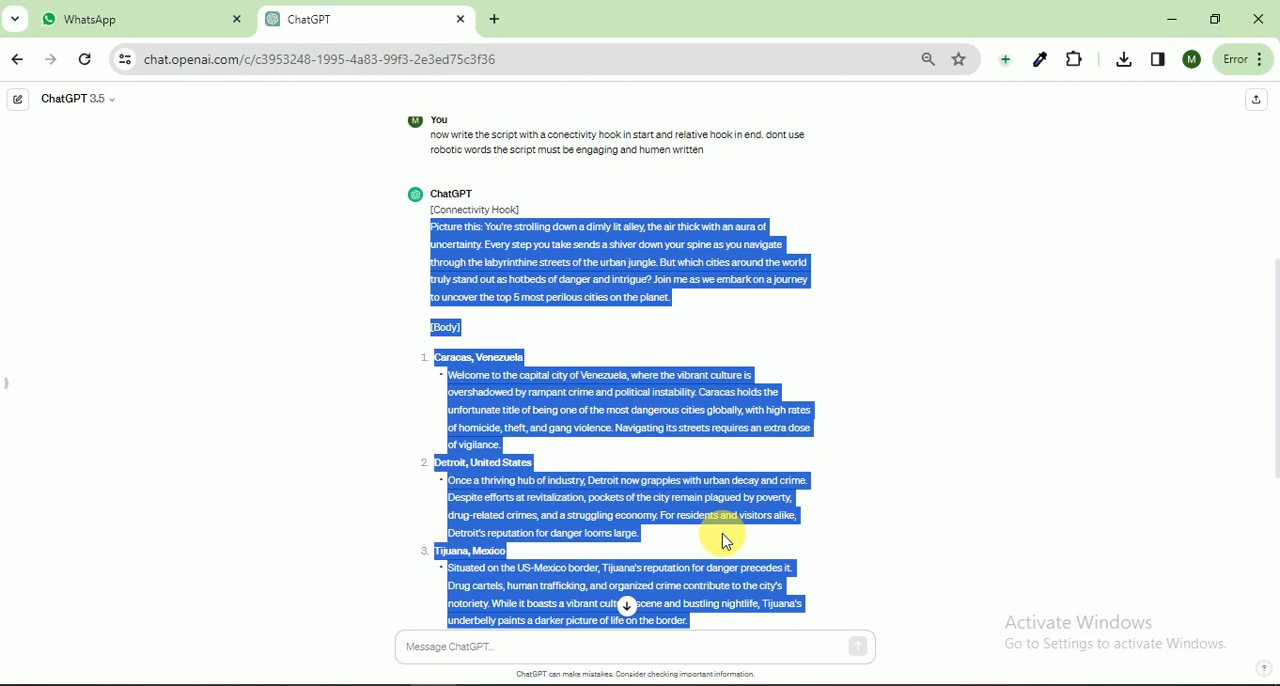 WhatsApp
ChatGPT
chat.openai.com/c/c3953248-1995-4a83-99f3-2e3ed75c3f36
M
Error
ChatGPT 3.5
M
You
now write the script with a conectivity hook in start and relative hook in end. dont use
robotic words the script must be engaging and humen written
ChatGPT
[Connectivity Hook]
Picture this: You're strolling down a dimly lit alley, the air thick with an aura of
uncertainty. Every step you take sends a shiver down your spine as you navigate
through the labyrinthine streets of the urban jungle. But which cities around the world
truly stand out as hotbeds of danger and intrigue? Join me as we embark on a journey
to uncover the top 5 most perilous cities on the planet.
[Body]
1. Caracas, Venezuela
• Welcome to the capital city of Venezuela, where the vibrant culture is
overshadowed by rampant crime and political instability. Caracas holds the
unfortunate title of being one of the most dangerous cities globally, with high rates
of homicide, theft, and gang violence. Navigating its streets requires an extra dose
of vigilance.
2. Detroit, United States
• Once a thriving hub of industry, Detroit now grapples with urban decay and crime.
Despite efforts at revitalization, pockets of the city remain plagued by poverty,
drug-related crimes, and a struggling economy. For residents and visitors alike,
Detroit's reputation for danger looms large.
3. Tijuana, Mexico
• Situated on the US-Mexico border, Tijuana's reputation for danger precedes it.
Drug cartels, human trafficking, and organized crime contribute to the city's
notoriety. While it boasts a vibrant scene and bustling nightlife, Tijuana's
underbelly paints a darker picture of life on the border.
Message ChatGPT...
ChatGPT can make mistakes. Consider checking important information.
Activate Windows
Go to Settings to activate Windows.
?